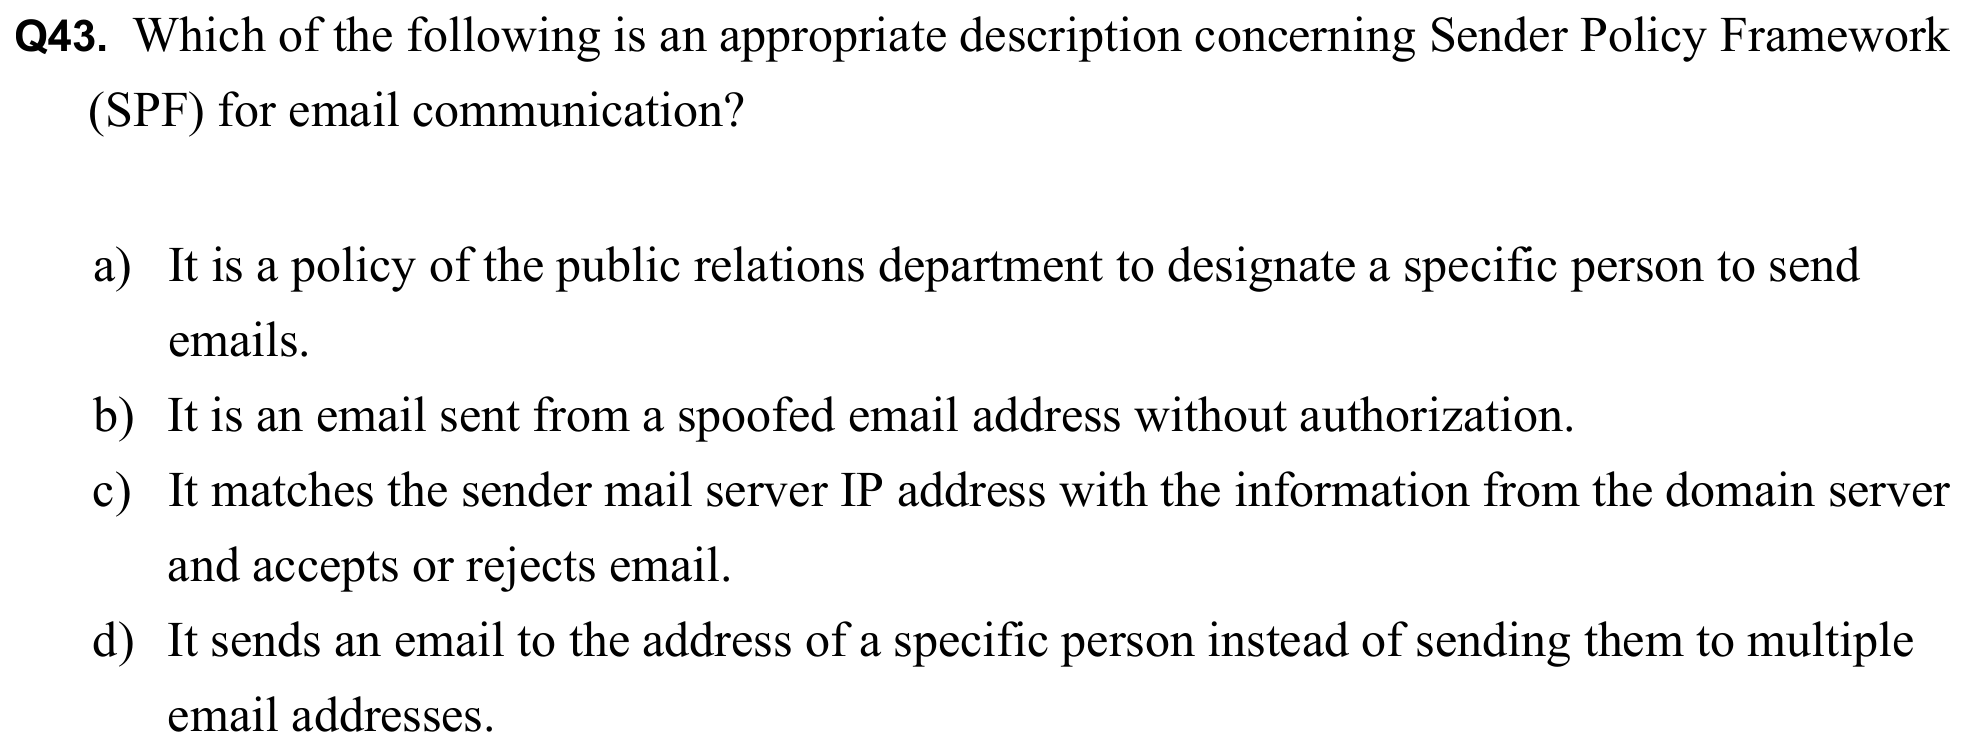 Q43. Which of the following is an appropriate description concerning Sender Policy Framework
(SPF) for email communication?
a) It is a policy of the public relations department to designate a specific person to send
emails.
b) It is an email sent from a spoofed email address without authorization.
c) It matches the sender mail server IP address with the information from the domain server
and accepts or rejects email.
d) It sends an email to the address of a specific person instead of sending them to multiple
email addresses.